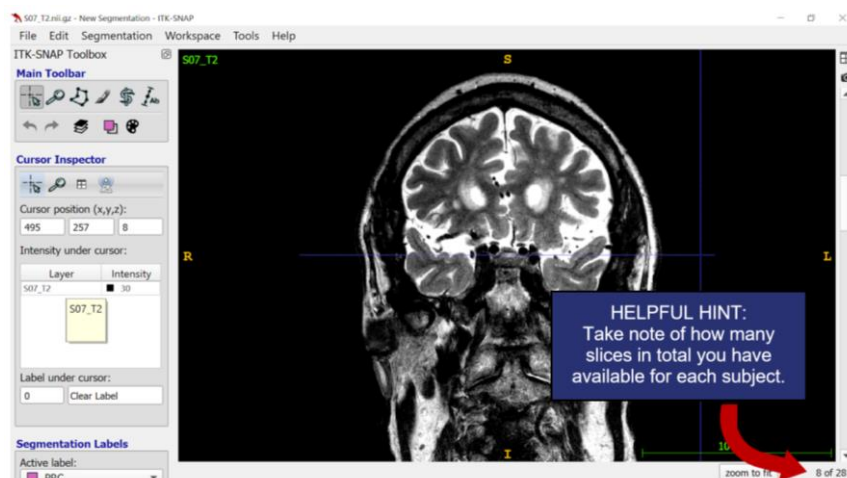 S07_T2.nii.gz - New Segmentation - ITK-SNAP
File Edit Segmentation Workspace Tools Help
ITK-SNAP Toolbox
Main Toolbar
Cursor Inspector
Cursor position (x,y,z):
495 257 8
Intensity under cursor:
Layer Intensity
S07_T2 30
S07_T2
Label under cursor:
0 Clear Label
Segmentation Labels
Active label:
S07_T2
S
R
L
I
HELPFUL HINT:
Take note of how many
slices in total you have
available for each subject.
10
zoom to fit
8 of 28